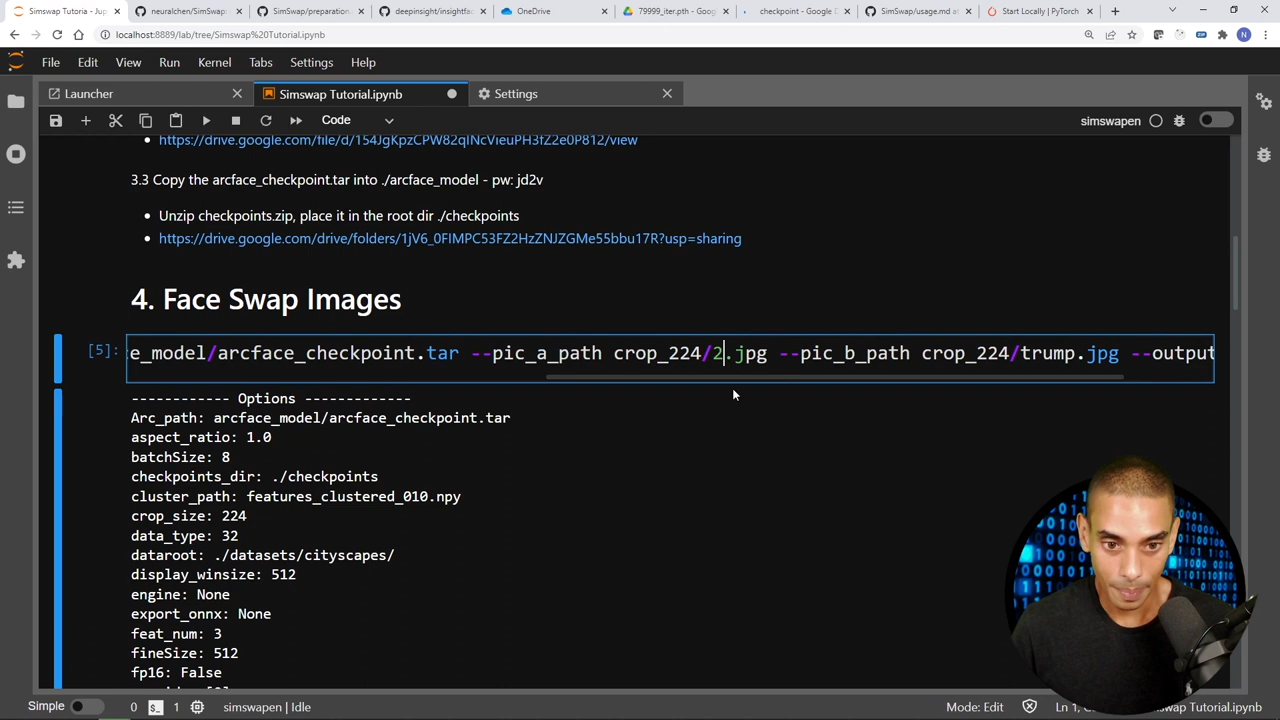 Simswap Tutoria - Jup
neuralchen/SimSwap
SimSwap/preparation.
deepinsight/insightfac
OneDrive
79999_iter.pth - Goog
checkpoint - Google D
SimSwap/usage.md at
Start Locally | PyTorch
localhost:8889/lab/tree/Simswap%20Tutorial.ipynb
File Edit View Run Kernel Tabs Settings Help
Launcher
Simswap Tutorial.ipynb
Settings
Code
simswapen
https://drive.google.com/file/d/154JgKpzCPW82qINcVieuPH3fZ2e0P812/view
3.3 Copy the arcface_checkpoint.tar into ./arcface_model - pw: jd2v
Unzip checkpoints.zip, place it in the root dir ./checkpoints
https://drive.google.com/drive/folders/1jV6_0FIMPC53FZ2HzZNJZGMe55bbu17R?usp=sharing
4. Face Swap Images
[5]: e_model/arcface_checkpoint.tar --pic_a_path crop_224/2.jpg --pic_b_path crop_224/trump.jpg --output
------------ Options -------------
Arc_path: arcface_model/arcface_checkpoint.tar
aspect_ratio: 1.0
batchSize: 8
checkpoints_dir: ./checkpoints
cluster_path: features_clustered_010.npy
crop_size: 224
data_type: 32
dataroot: ./datasets/cityscapes/
display_winsize: 512
engine: None
export_onnx: None
feat_num: 3
fineSize: 512
fp16: False
Simple 0 1 simswapen | Idle Mode: Edit Ln 1, mswap Tutorial.ipynb